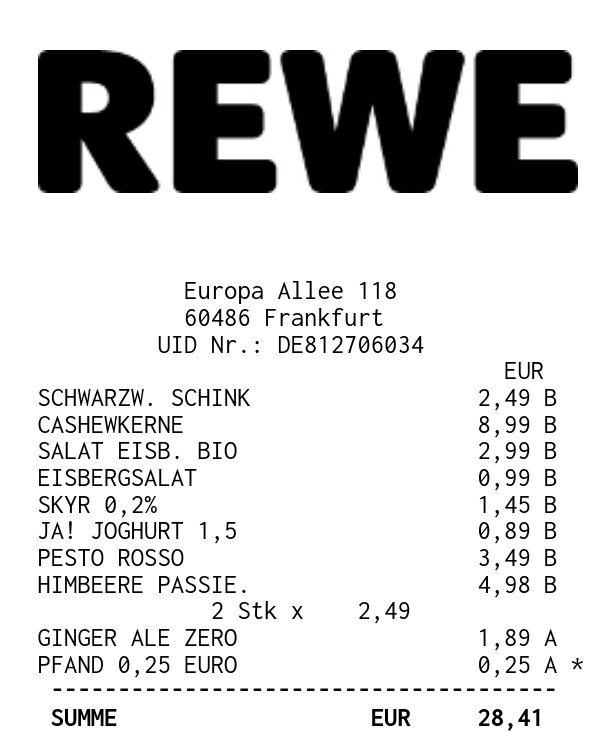 REWE
Europa Allee 118
60486 Frankfurt
UID Nr.: DE812706034
EUR
SCHWARZW. SCHINK 2,49 B
CASHEWKERNE 8,99 B
SALAT EISB. BIO 2,99 B
EISBERGSALAT 0,99 B
SKYR 0,2% 1,45 B
JA! JOGHURT 1,5 0,89 B
PESTO ROSSO 3,49 B
HIMBEERE PASSIE. 4,98 B
2 Stk x 2,49
GINGER ALE ZERO 1,89 A
PFAND 0,25 EURO 0,25 A *
--------------------------------------
SUMME EUR 28,41